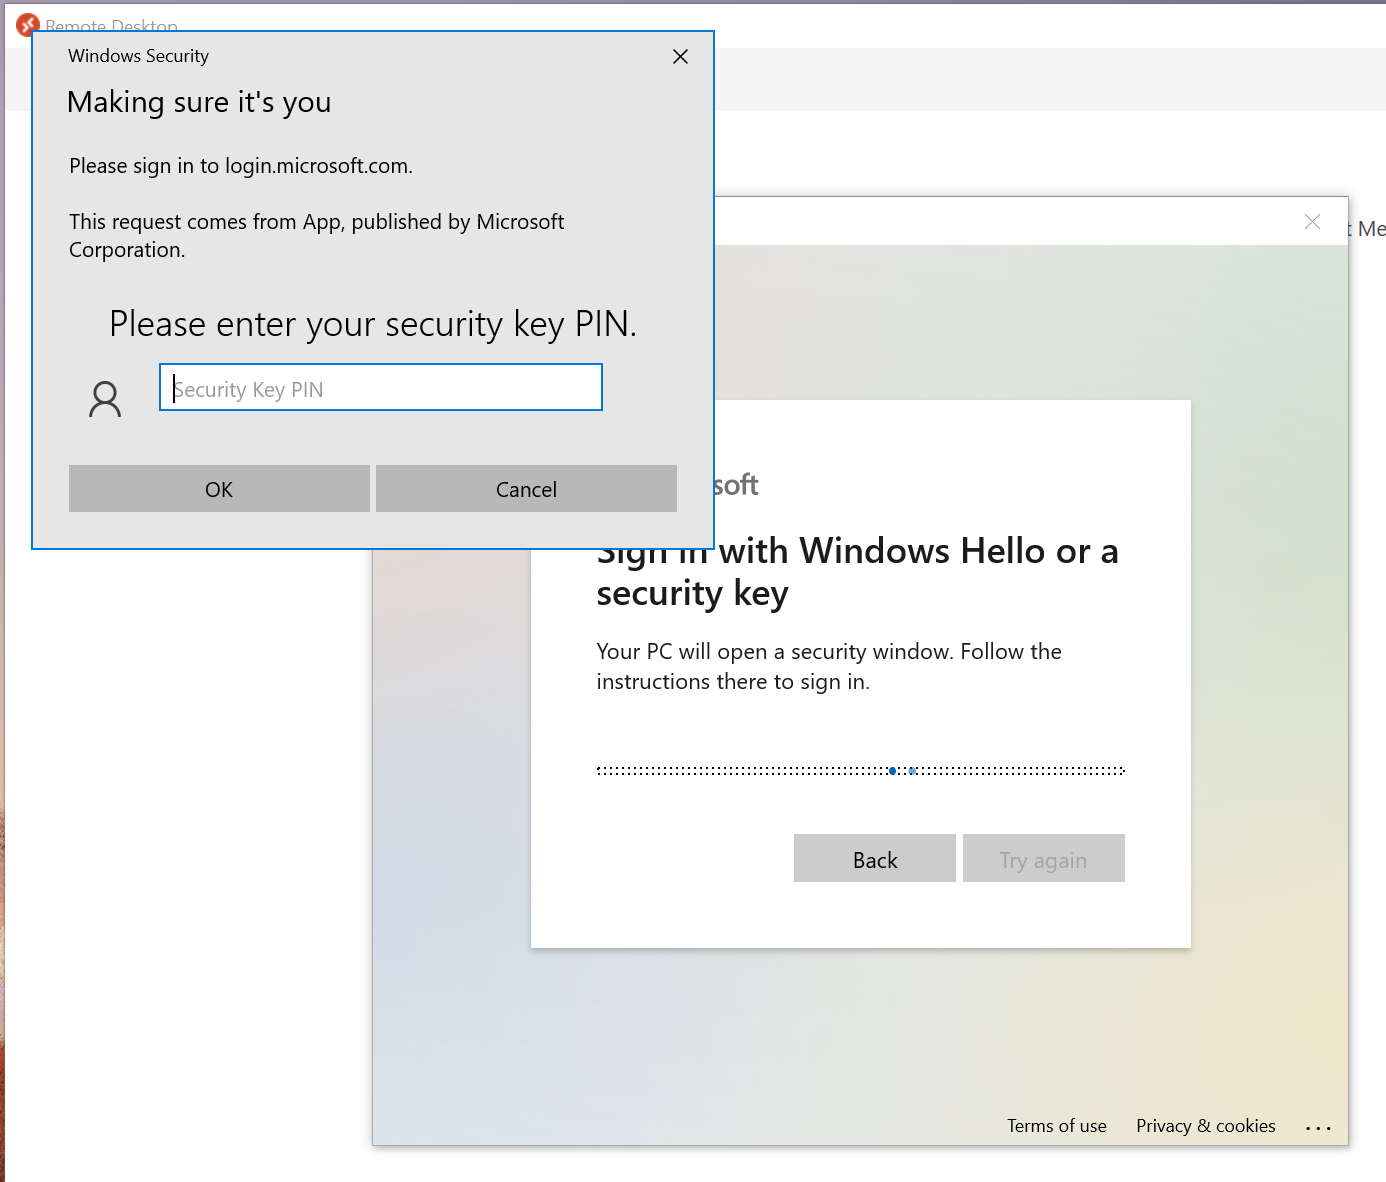 Remote Desktop
Windows Security
Making sure it's you
Please sign in to login.microsoft.com.
This request comes from App, published by Microsoft
Corporation.
Please enter your security key PIN.
Security Key PIN
OK
Cancel
t Me
soft
Sign in with Windows Hello or a
security key
Your PC will open a security window. Follow the
instructions there to sign in.
Back
Try again
Terms of use
Privacy & cookies